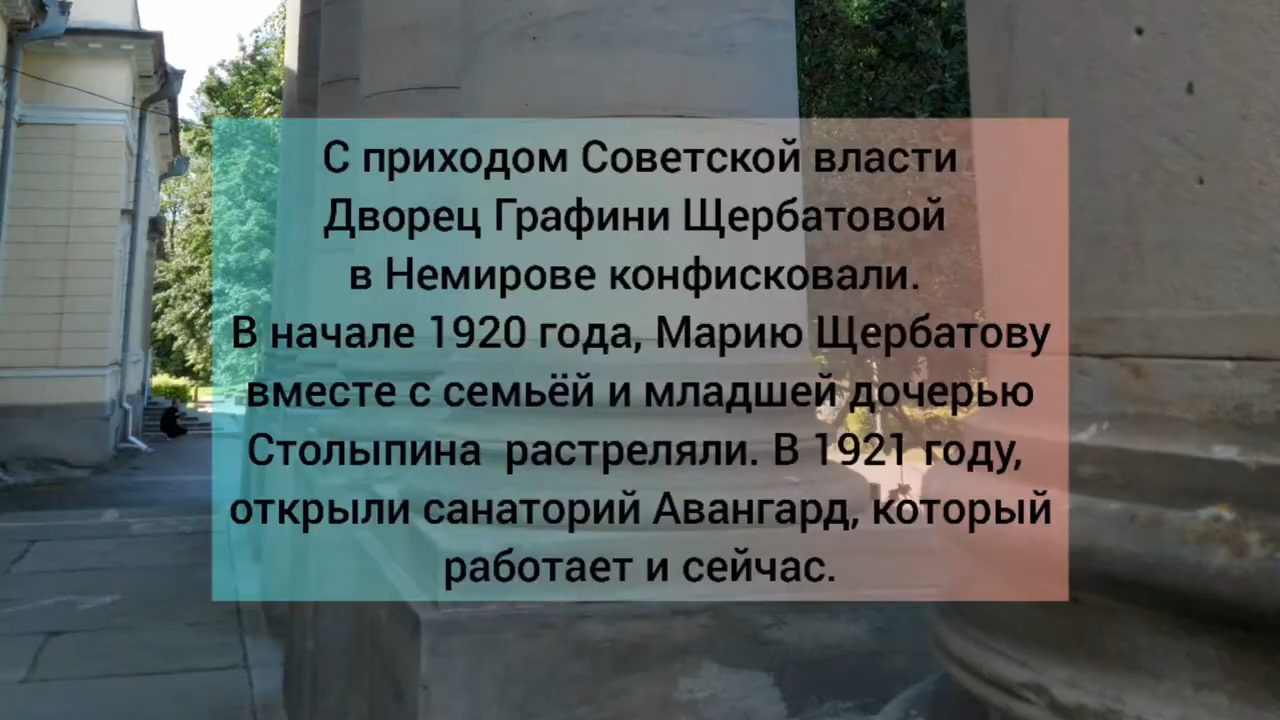 С приходом Советской власти
Дворец Графини Щербатовой
в Немирове конфисковали.
В начале 1920 года, Марию Щербатову
вместе с семьёй и младшей дочерью
Столыпина растреляли. В 1921 году,
открыли санаторий Авангард, который
работает и сейчас.